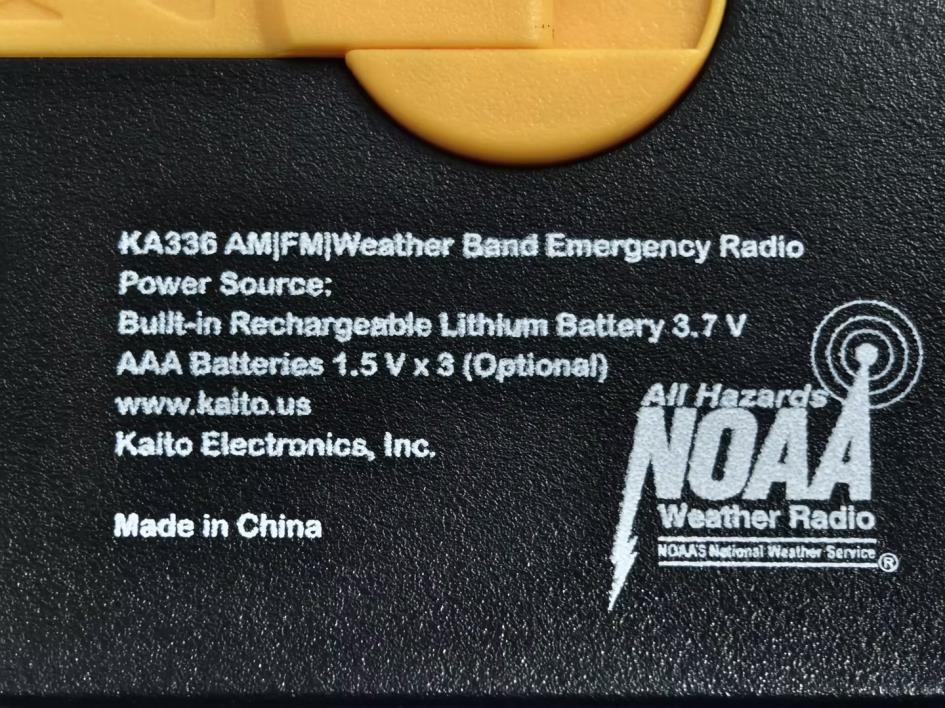 KA336 AM|FM|Weather Band Emergency Radio
Power Source:
Built-in Rechargeable Lithium Battery 3.7 V
AAA Batteries 1.5 V x 3 (Optional)
www.kaito.us
Kaito Electronics, Inc.
Made in China
All Hazards
NOAA
Weather Radio
NOAA'S National Weather Service ®